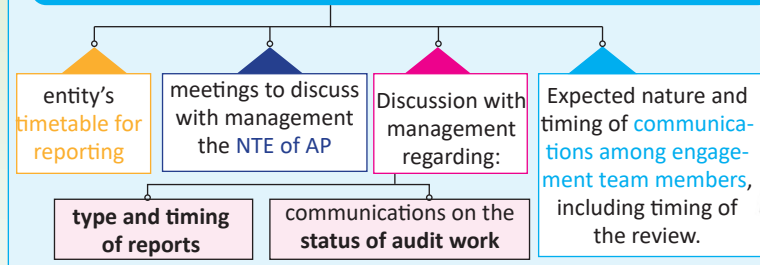 entity's
timetable for
reporting
meetings to discuss
with management
the NTE of AP
Discussion with
management
regarding:
Expected nature and
timing of communica-
tions among engage-
ment team members,
including timing of
the review.
type and timing
of reports
communications on the
status of audit work